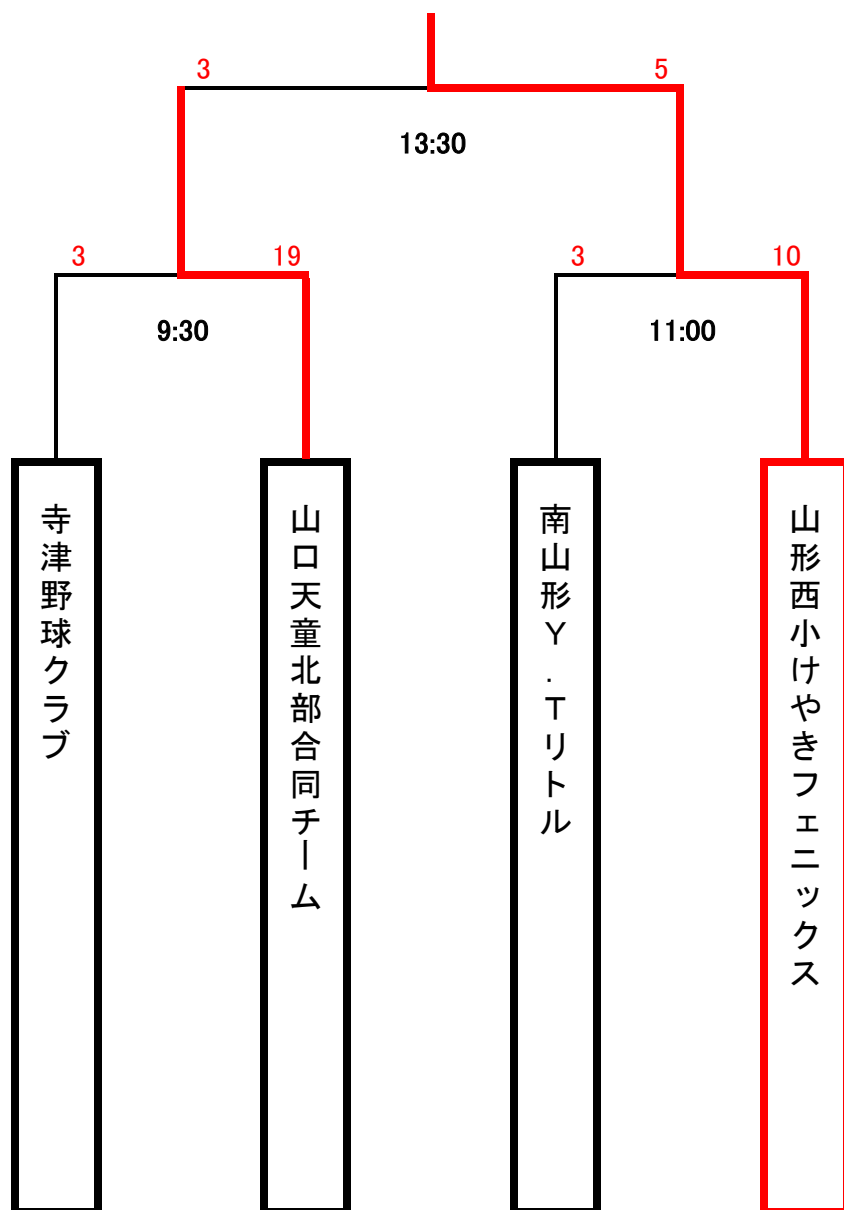 3
5
13:30
3
19
3
10
9:30
11:00
寺津野球クラブ
山口天童北部合同チーム
南山形Y.Tリトル
山形西小けやきフェニックス